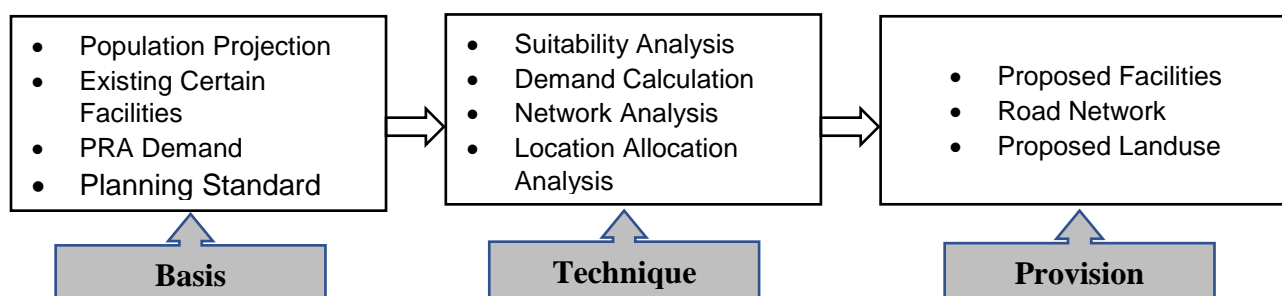 • Population Projection
• Existing Certain
Facilities
• PRA Demand
• Planning Standard
• Suitability Analysis
• Demand Calculation
• Network Analysis
• Location Allocation
Analysis
• Proposed Facilities
• Road Network
• Proposed Landuse
Basis
Technique
Provision